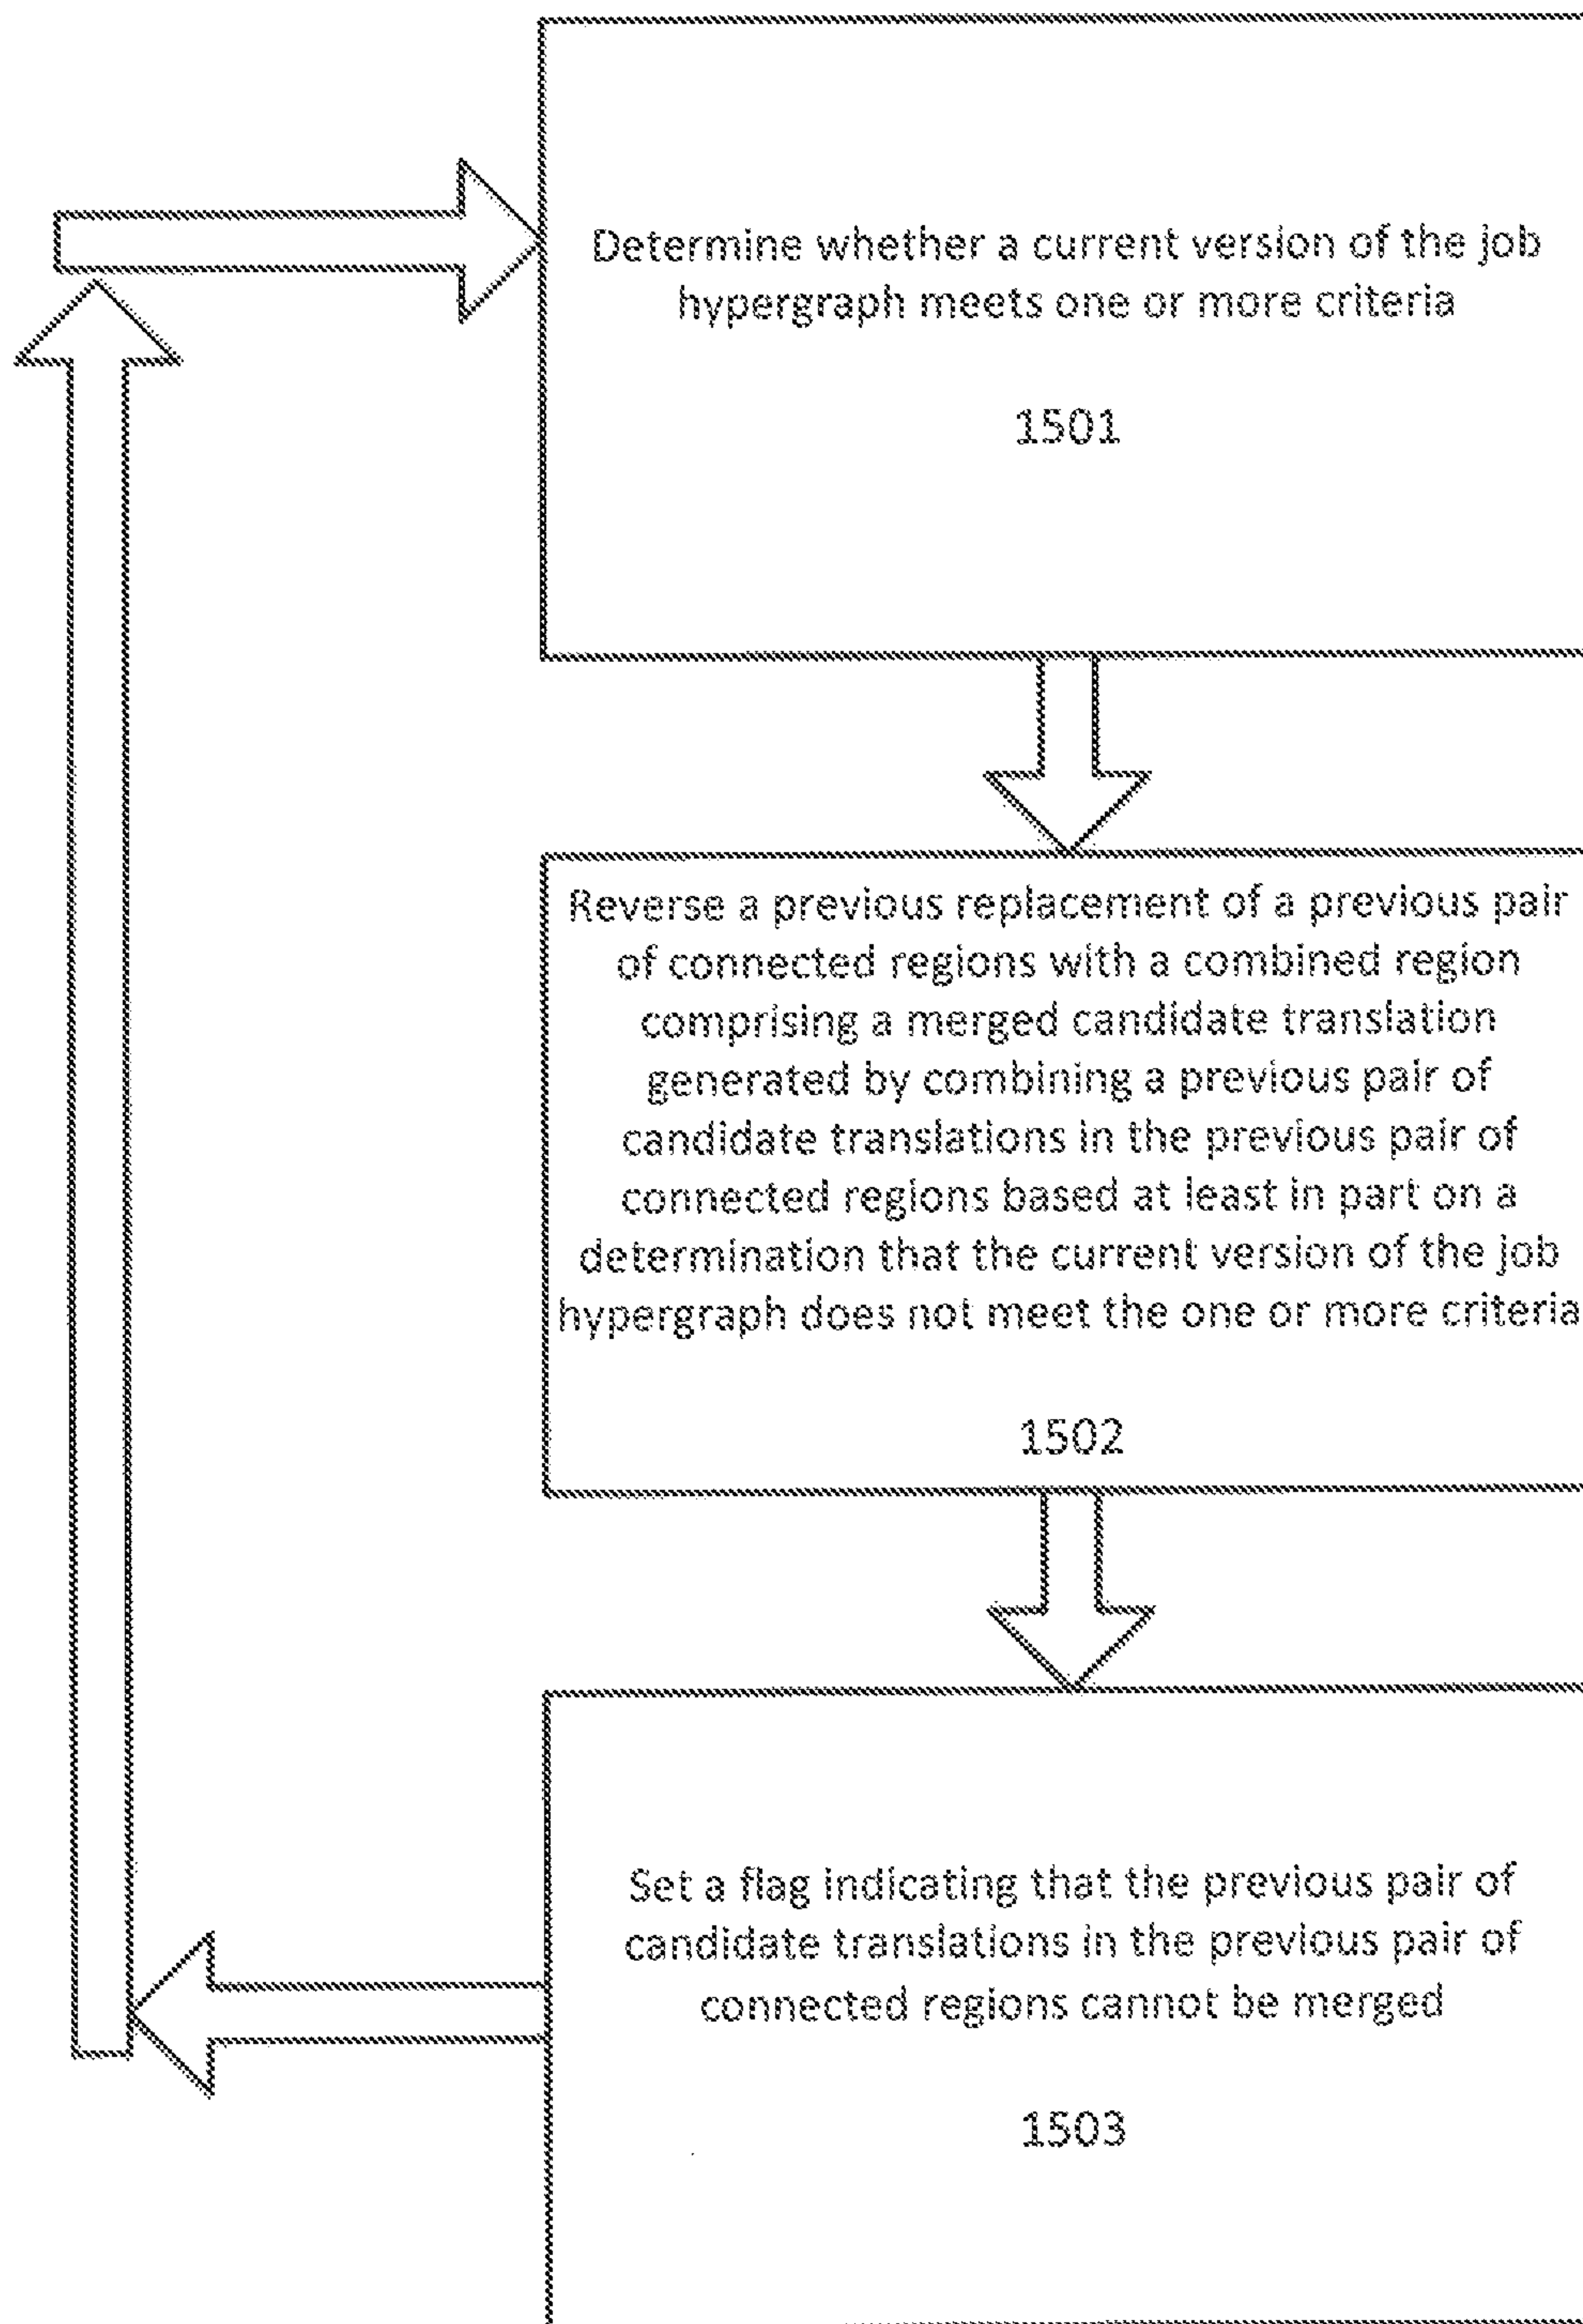 Determine whether a current version of the job
hypergraph meets one or more criteria
1501
Reverse a previous replacement of a previous pair
of connected regions with a combined region
comprising a merged candidate translation
generated by combining a previous pair of
candidate translations in the previous pair of
connected regions based at least in part on a
determination that the current version of the job
hypergraph does not meet the one or more criteria
1502
Set a flag indicating that the previous pair of
candidate translations in the previous pair of
connected regions cannot be merged
1503